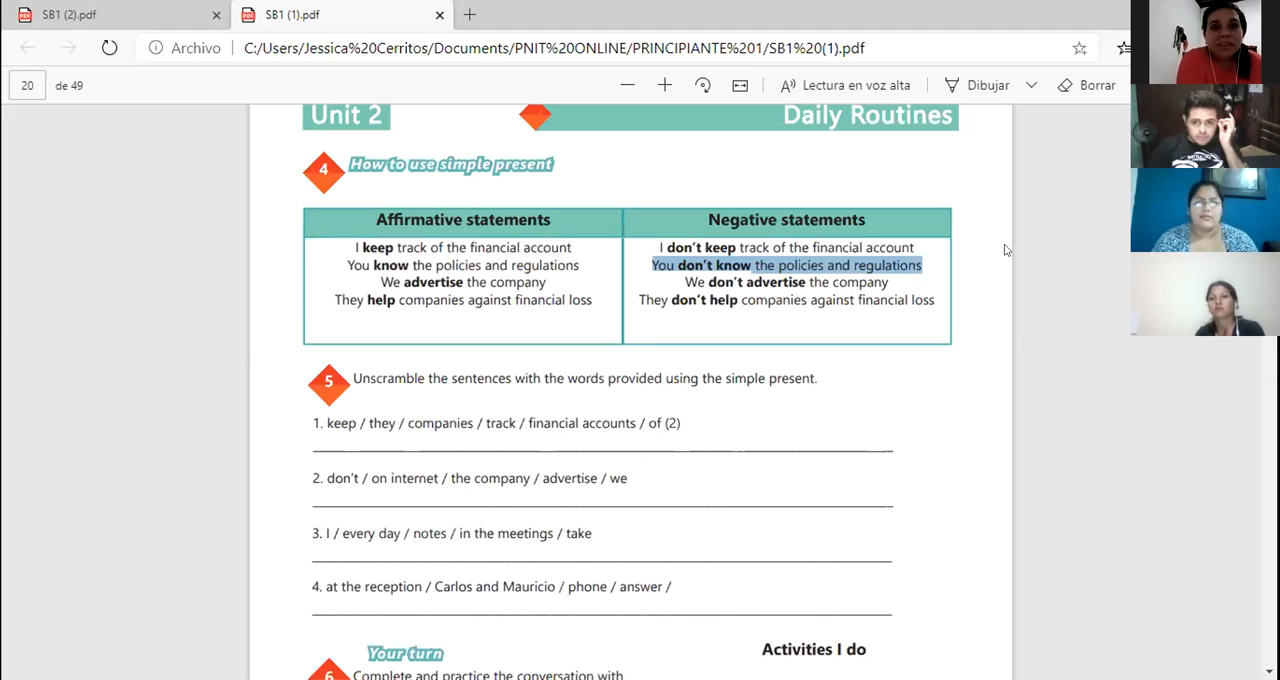 SB1 (2).pdf
SB1 (1).pdf
Archivo
C:/Users/Jessica%20Cerritos/Documents/PNIT%20ONLINE/PRINCIPIANTE%201/SB1%20(1).pdf
20 de 49
Lectura en voz alta
Dibujar
Borrar
Unit 2
Daily Routines
4 How to use simple present
Affirmative statements
I keep track of the financial account
You know the policies and regulations
We advertise the company
They help companies against financial loss
Negative statements
I don't keep track of the financial account
You don't know the policies and regulations
We don't advertise the company
They don't help companies against financial loss
5 Unscramble the sentences with the words provided using the simple present.
1. keep / they / companies / track / financial accounts / of (2)
2. don't / on internet / the company / advertise / we
3. I / every day / notes / in the meetings / take
4. at the reception / Carlos and Mauricio / phone / answer /
Your turn
Activities I do
6 Complete and practice the conversation with